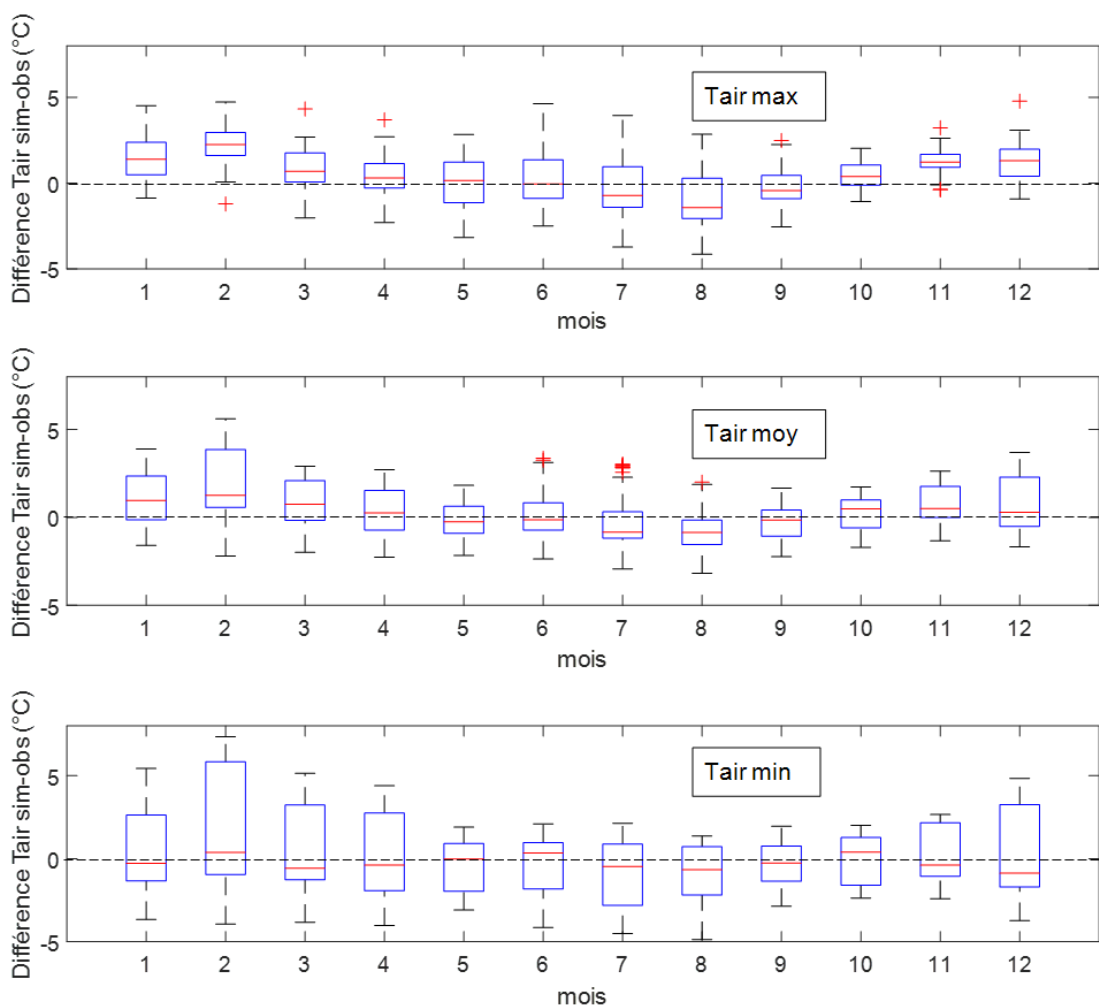 Différence Tair sim-obs (°C)
5
0
-5
Tair max
1 2 3 4 5 6 7 8 9 10 11 12
mois
Différence Tair sim-obs (°C)
5
0
-5
Tair moy
1 2 3 4 5 6 7 8 9 10 11 12
mois
Différence Tair sim-obs (°C)
5
0
-5
Tair min
1 2 3 4 5 6 7 8 9 10 11 12
mois